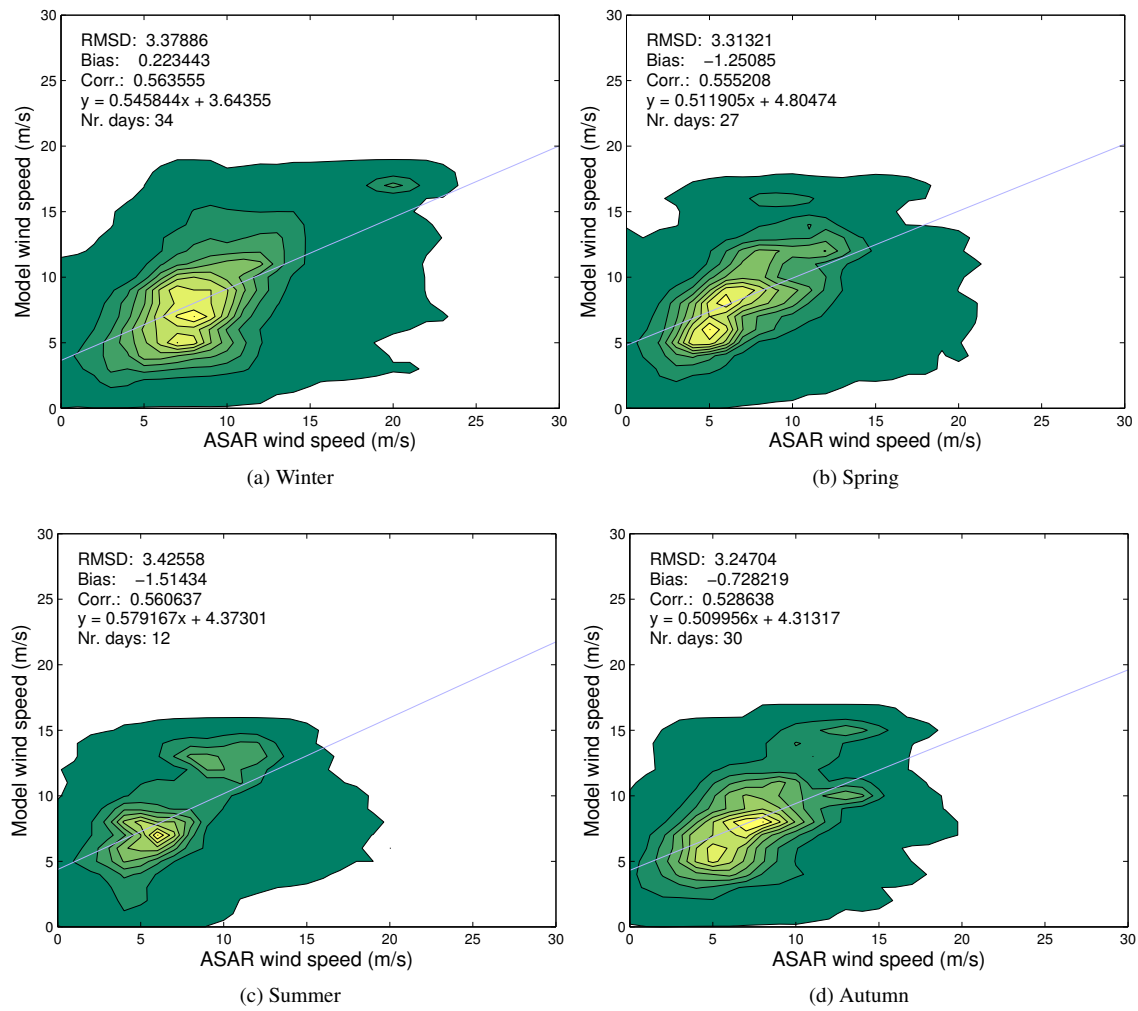 30
25
20
15
10
5
0
Model wind speed (m/s)
RMSD: 3.37886
Bias: 0.223443
Corr.: 0.563555
y = 0.545844x + 3.64355
Nr. days: 34
0 5 10 15 20 25 30
ASAR wind speed (m/s)
(a) Winter
30
25
20
15
10
5
0
Model wind speed (m/s)
RMSD: 3.31321
Bias: −1.25085
Corr.: 0.555208
y = 0.511905x + 4.80474
Nr. days: 27
0 5 10 15 20 25 30
ASAR wind speed (m/s)
(b) Spring
30
25
20
15
10
5
0
Model wind speed (m/s)
RMSD: 3.42558
Bias: −1.51434
Corr.: 0.560637
y = 0.579167x + 4.37301
Nr. days: 12
0 5 10 15 20 25 30
ASAR wind speed (m/s)
(c) Summer
30
25
20
15
10
5
0
Model wind speed (m/s)
RMSD: 3.24704
Bias: −0.728219
Corr.: 0.528638
y = 0.509956x + 4.31317
Nr. days: 30
0 5 10 15 20 25 30
ASAR wind speed (m/s)
(d) Autumn